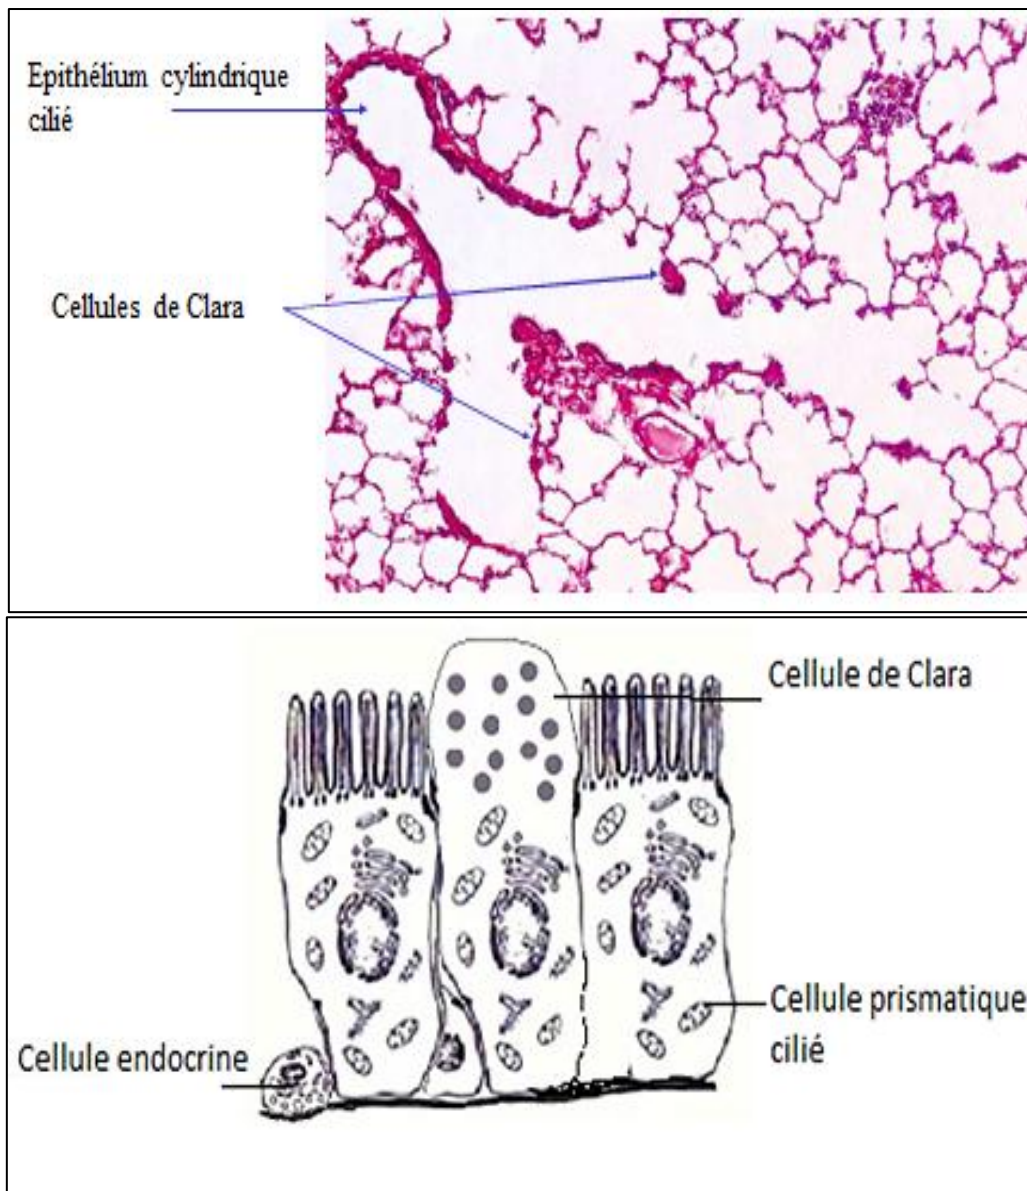 Epithélium cylindrique
cilié
Cellules de Clara
Cellule de Clara
Cellule prismatique
cilié
Cellule endocrine